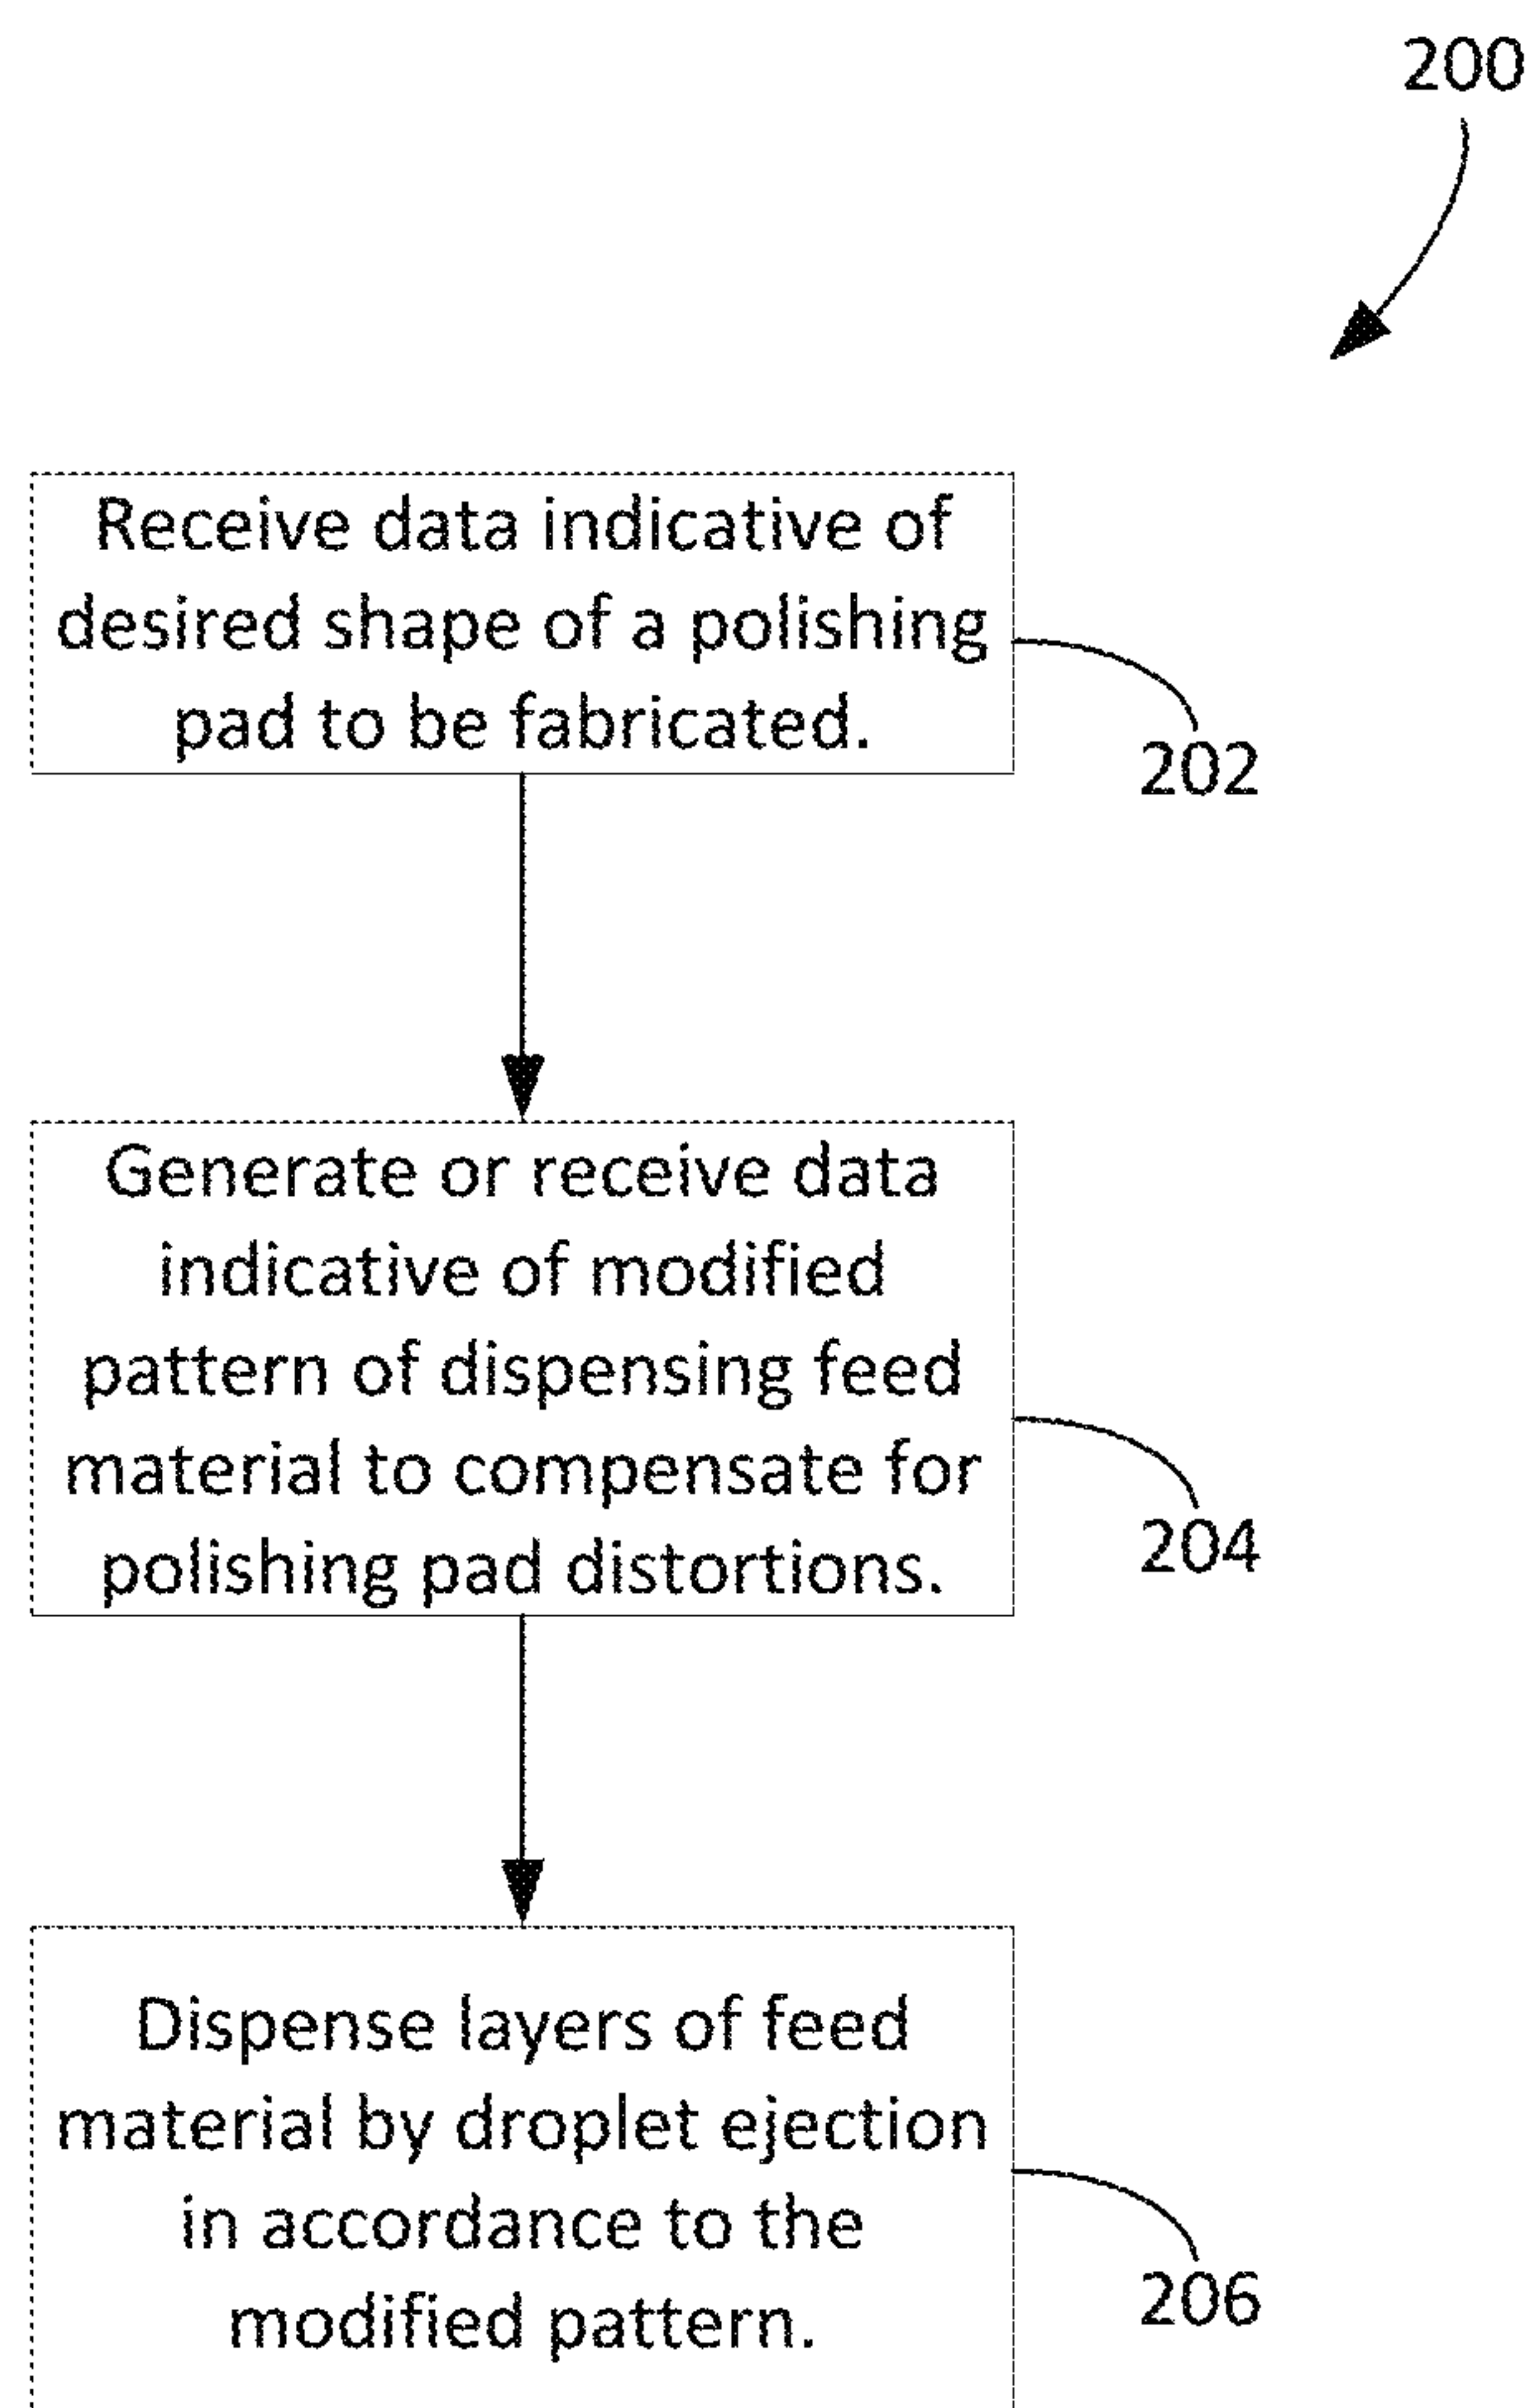 200
Receive data indicative of
desired shape of a polishing
pad to be fabricated.
202
Generate or receive data
indicative of modified
pattern of dispensing feed
material to compensate for
polishing pad distortions.
204
Dispense layers of feed
material by droplet ejection
in accordance to the
modified pattern.
206